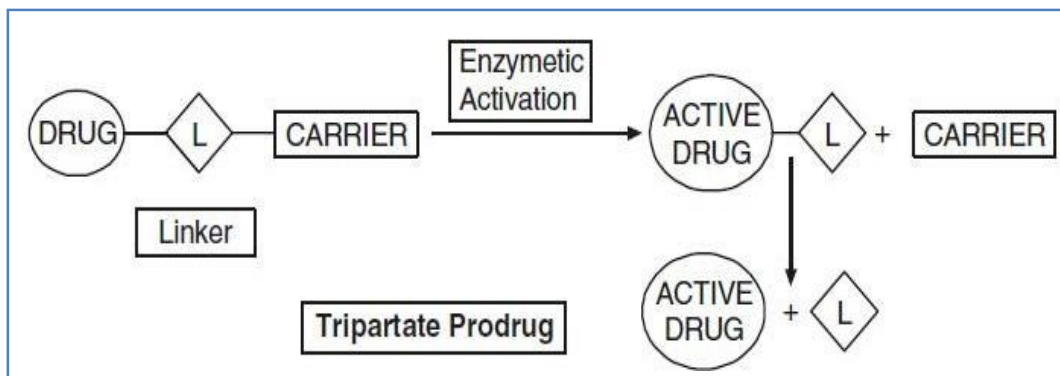 Enzymetic
Activation
DRUG L CARRIER
ACTIVE
DRUG
L + CARRIER
Linker
ACTIVE
DRUG
+ L
Tripartate Prodrug